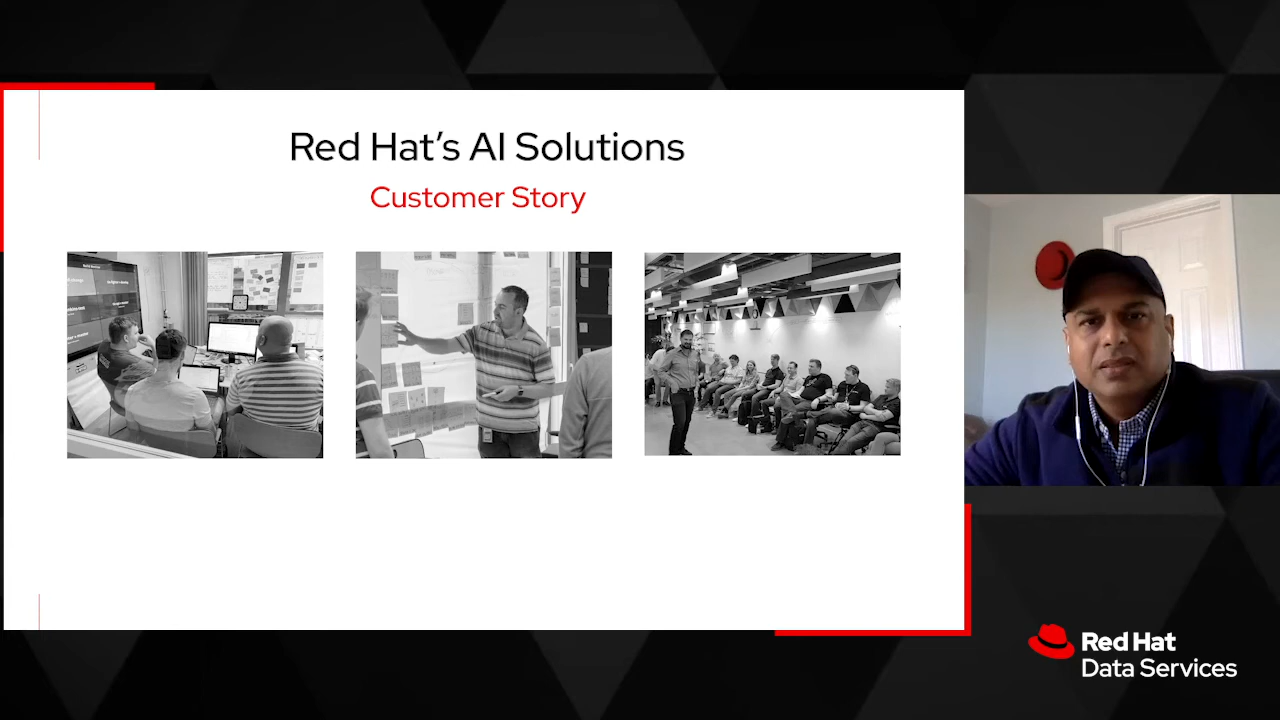 Red Hat's AI Solutions
Customer Story
Red Hat
Data Services